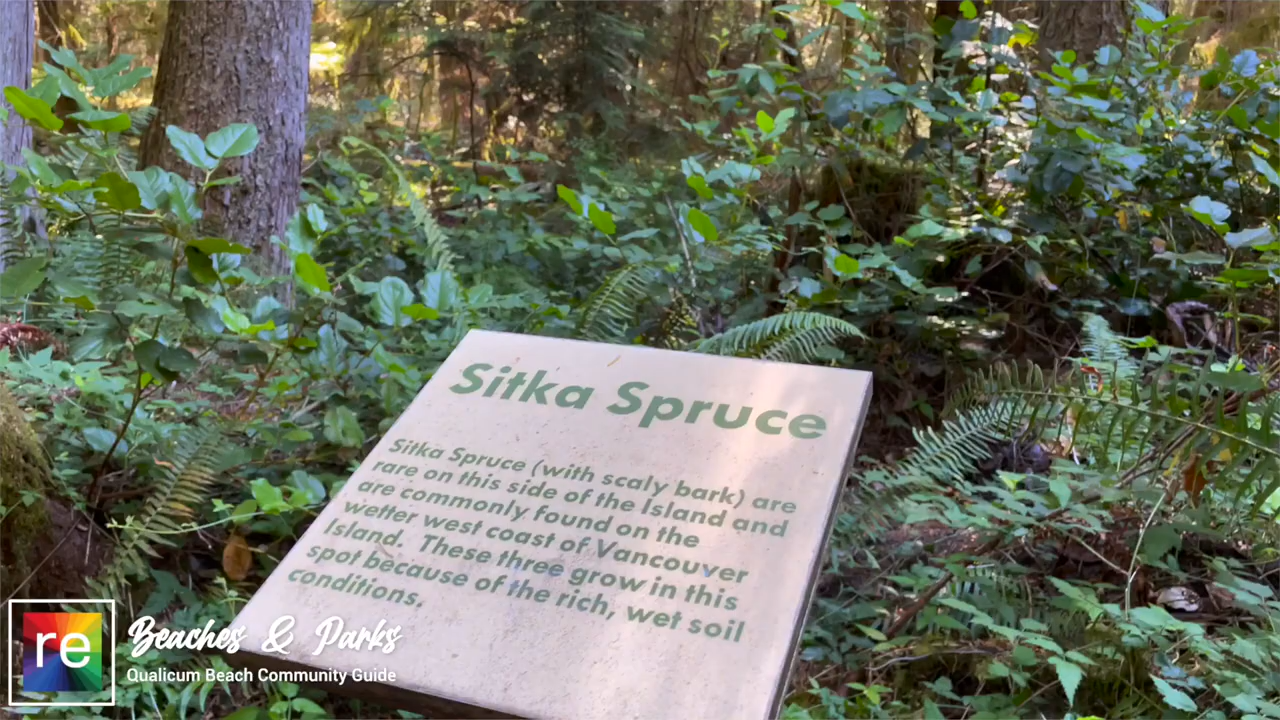 Sitka Spruce
Sitka Spruce (with scaly bark) are
rare on this side of the Island and
are commonly found on the
wetter west coast of Vancouver
Island. These three grow in this
spot because of the rich, wet soil
conditions.
re
Beaches & Parks
Qualicum Beach Community Guide